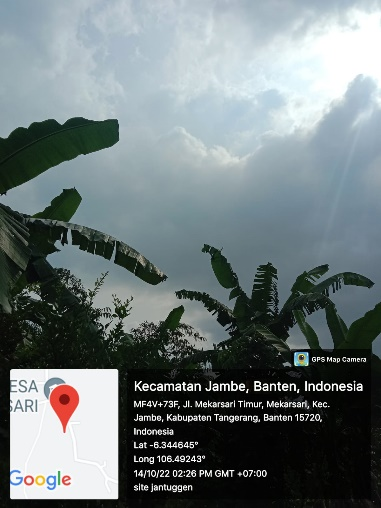 GPS Map Camera
Kecamatan Jambe, Banten, Indonesia
MF4V+73F, Jl. Mekarsari Timur, Mekarsari, Kec.
Jambe, Kabupaten Tangerang, Banten 15720,
Indonesia
Lat -6.344645°
Long 106.49243°
14/10/22 02:26 PM GMT +07:00
site jantuggen
ESA
SARI
Google